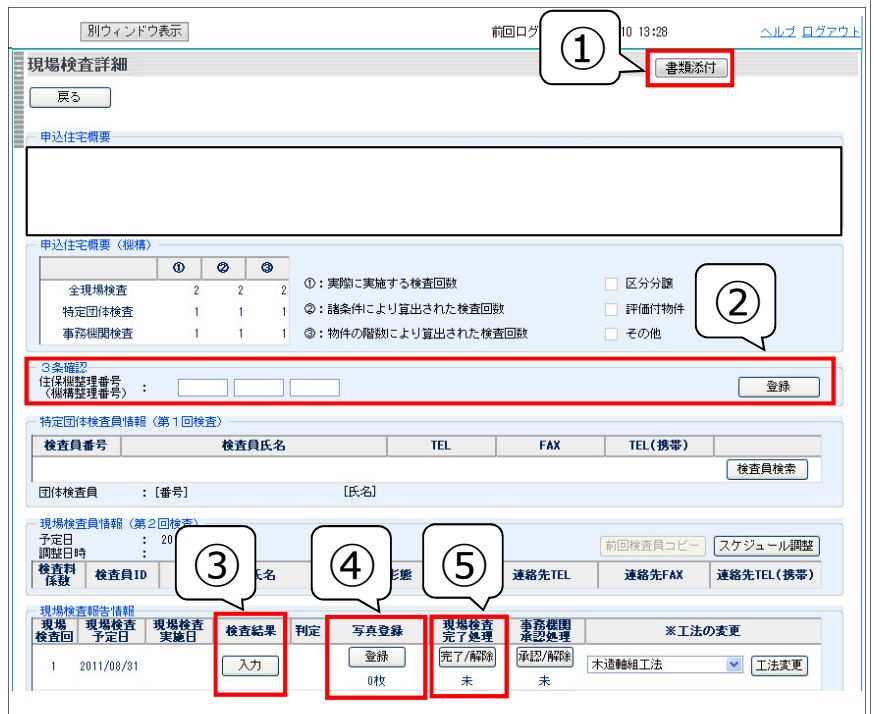 別ウィンドウ表示 前回ログ 10 13:28 ヘルプ ログアウト
①
現場検査詳細 書類添付
戻る
申込住宅概要
申込住宅概要（機構）
① ② ③
全現場検査 2 2 2
特定団体検査 1 1 1
事務機関検査 1 1 1
①：実際に実施する検査回数 区分分譲
②：諸条件により算出された検査回数 評価付物件
③：物件の階数により算出された検査回数 その他
②
３条確認
住保機整理番号
（機構整理番号） ： 登録
特定団体検査員情報（第１回検査）
検査員番号 検査員氏名 TEL FAX TEL(携帯)
検査員検索
団体検査員 ：[番号] [氏名]
現場検査員情報（第２回検査）
予定日 ： 20
調整日時 ： 前回検査員コピー スケジュール調整
③ ④ ⑤
検査料
係数 検査員ID 氏名 形態 連絡先TEL 連絡先FAX 連絡先TEL(携帯)
現場検査報告情報
現場
検査回 現場検査
予定日 現場検査
実施日 検査結果 判定 写真登録 現場検査
完了処理 事務機関
承認処理 ※工法の変更
1 2011/08/31 入力 登録 完了/解除 承認/解除 木造軸組工法 工法変更
0枚 未 未